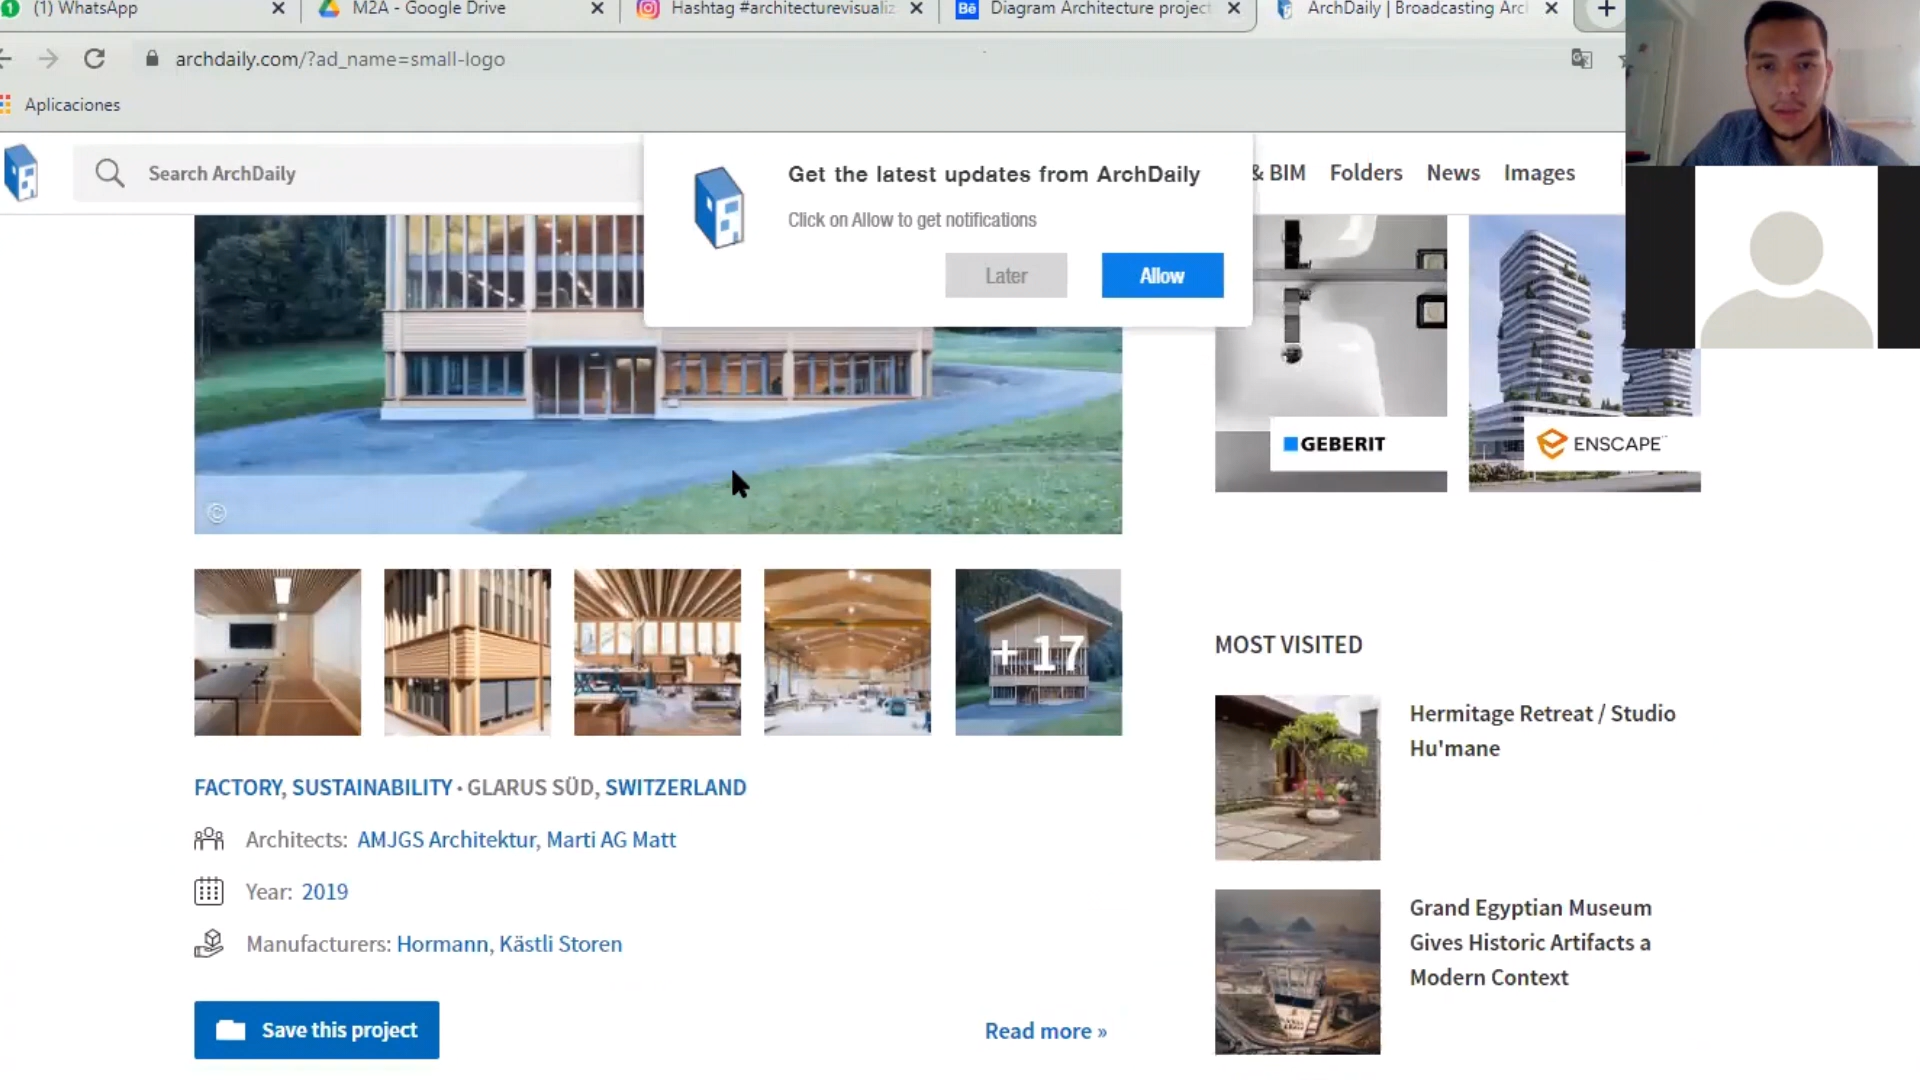 (1) WhatsApp
M2A - Google Drive
Hashtag #architecturevisualiz
Bē Diagram Architecture project
ArchDaily | Broadcasting Arcl
archdaily.com/?ad_name=small-logo
Aplicaciones
Search ArchDaily
Get the latest updates from ArchDaily
Click on Allow to get notifications
Later
Allow
& BIM
Folders
News
Images
GEBERIT
ENSCAPE™
©
+ 17
FACTORY, SUSTAINABILITY • GLARUS SÜD, SWITZERLAND
Architects: AMJGS Architektur, Marti AG Matt
Year: 2019
Manufacturers: Hormann, Kästli Storen
Save this project
Read more »
MOST VISITED
Hermitage Retreat / Studio
Hu'mane
Grand Egyptian Museum
Gives Historic Artifacts a
Modern Context